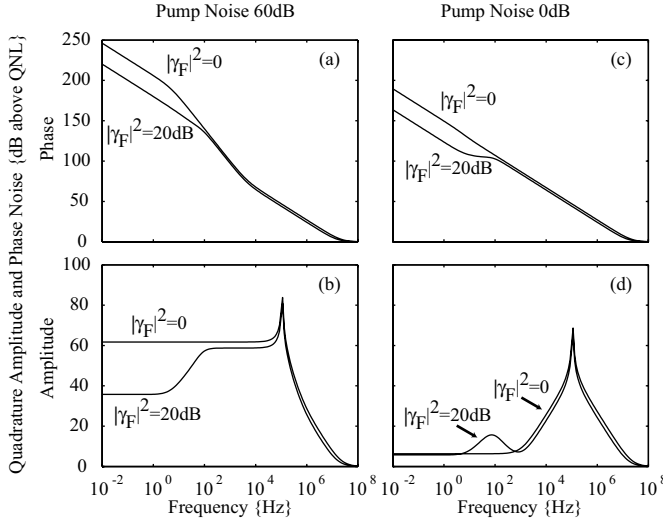 Pump Noise 60dB
Pump Noise 0dB
Quadrature Amplitude and Phase Noise {dB above QNL}
Phase
250
200
150
100
50
0
(a)
|γF|²=0
|γF|²=20dB
(c)
|γF|²=0
|γF|²=20dB
Amplitude
100
80
60
40
20
0
(b)
|γF|²=0
|γF|²=20dB
(d)
|γF|²=20dB
|γF|²=0
10⁻² 10⁰ 10² 10⁴ 10⁶ 10⁸
10⁻² 10⁰ 10² 10⁴ 10⁶ 10⁸
Frequency {Hz}
Frequency {Hz}